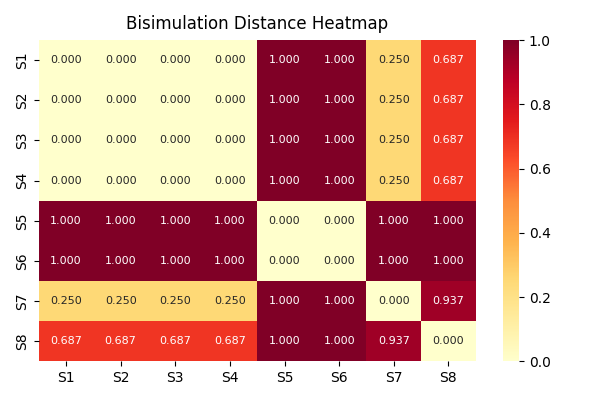 Bisimulation Distance Heatmap
S1 0.000 0.000 0.000 0.000 1.000 1.000 0.250 0.687
S2 0.000 0.000 0.000 0.000 1.000 1.000 0.250 0.687
S3 0.000 0.000 0.000 0.000 1.000 1.000 0.250 0.687
S4 0.000 0.000 0.000 0.000 1.000 1.000 0.250 0.687
S5 1.000 1.000 1.000 1.000 0.000 0.000 1.000 1.000
S6 1.000 1.000 1.000 1.000 0.000 0.000 1.000 1.000
S7 0.250 0.250 0.250 0.250 1.000 1.000 0.000 0.937
S8 0.687 0.687 0.687 0.687 1.000 1.000 0.937 0.000
S1 S2 S3 S4 S5 S6 S7 S8
1.0
0.8
0.6
0.4
0.2
0.0